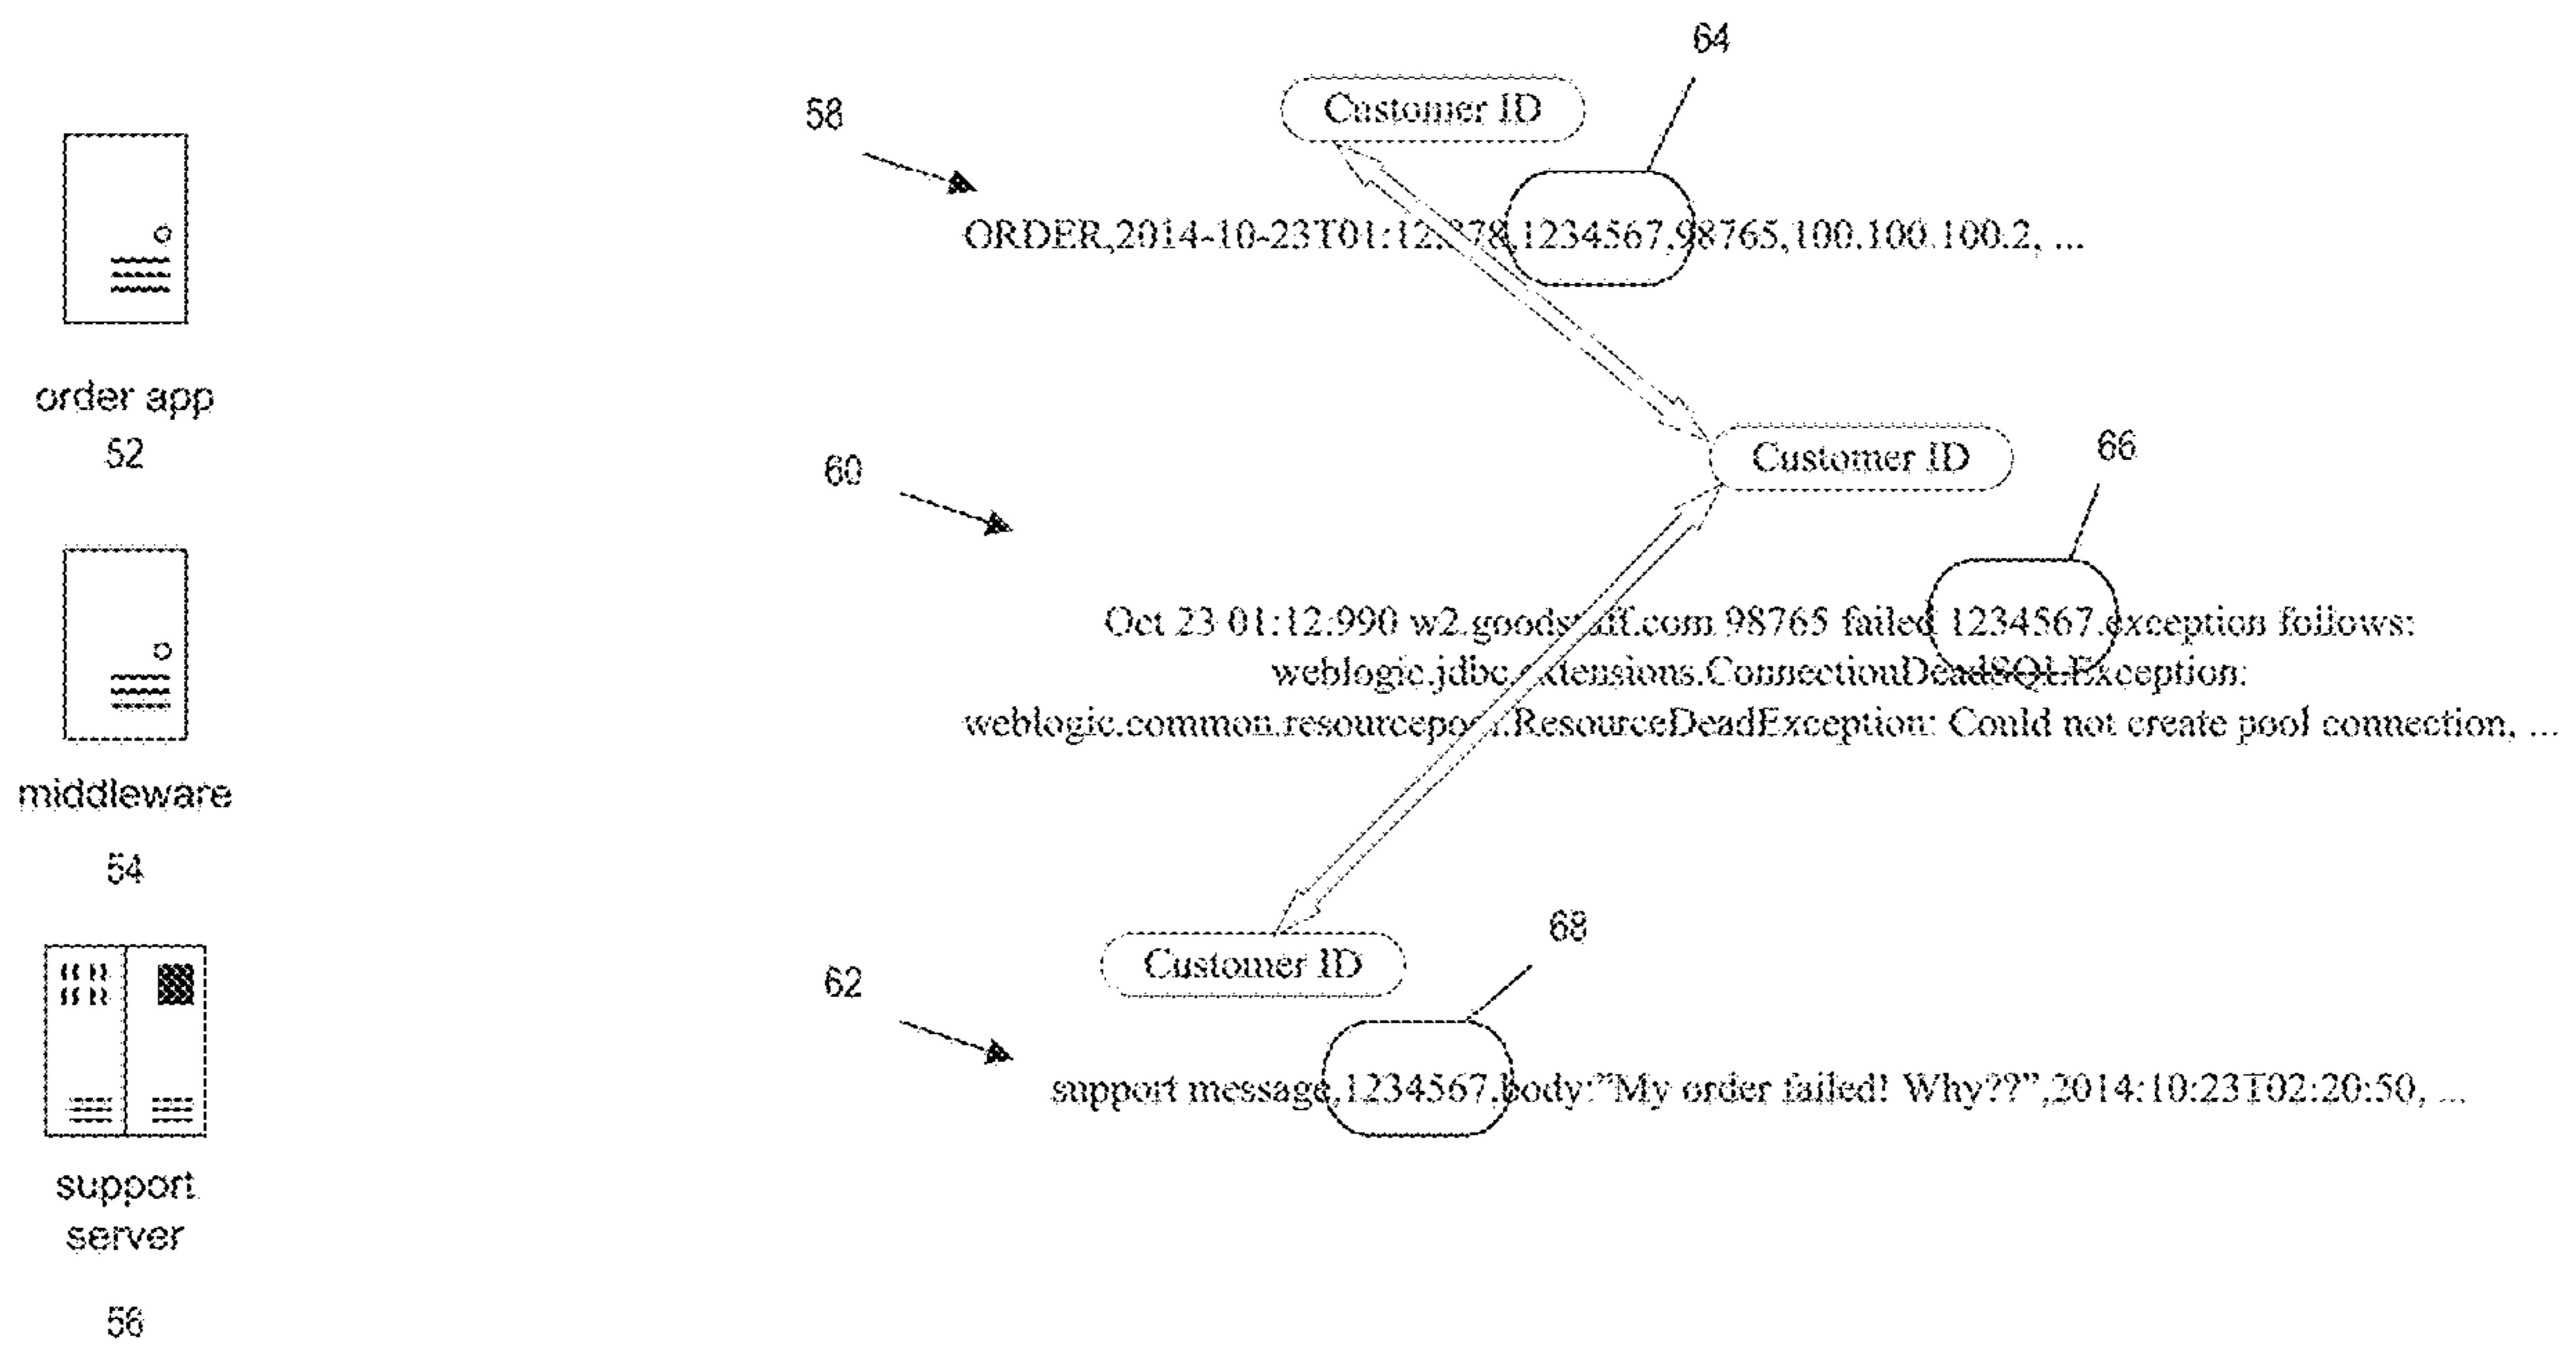 64
Customer ID
58
ORDER,2014-10-23T01:12:378,1234567,98765,100.100.100.2, ...
order app
52
Customer ID
66
60
Oct 23 01:12:990 w2.goodstuff.com 98765 failed 1234567.exception follows:
weblogic.jdbc.extensions.ConnectionDeadSQLException:
weblogic.common.resourcepool.ResourceDeadException: Could not create pool connection, ...
middleware
54
68
Customer ID
62
support message,1234567,body:"My order failed! Why??",2014:10:23T02:20:50, ...
support
server
56